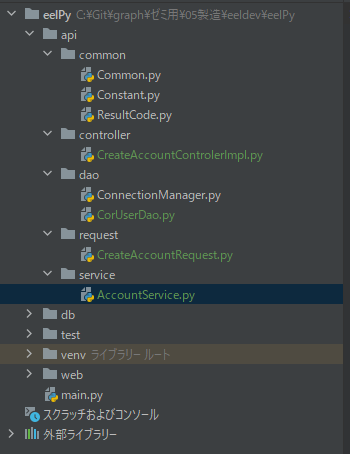 eelPy C:¥Git¥graph¥ゼミ用¥05製造¥eeldev¥eelPy
api
common
Common.py
Constant.py
ResultCode.py
controller
CreateAccountControlerImpl.py
dao
ConnectionManager.py
CorUserDao.py
request
CreateAccountRequest.py
service
AccountService.py
db
test
venv ライブラリー ルート
web
main.py
スクラッチおよびコンソール
外部ライブラリー